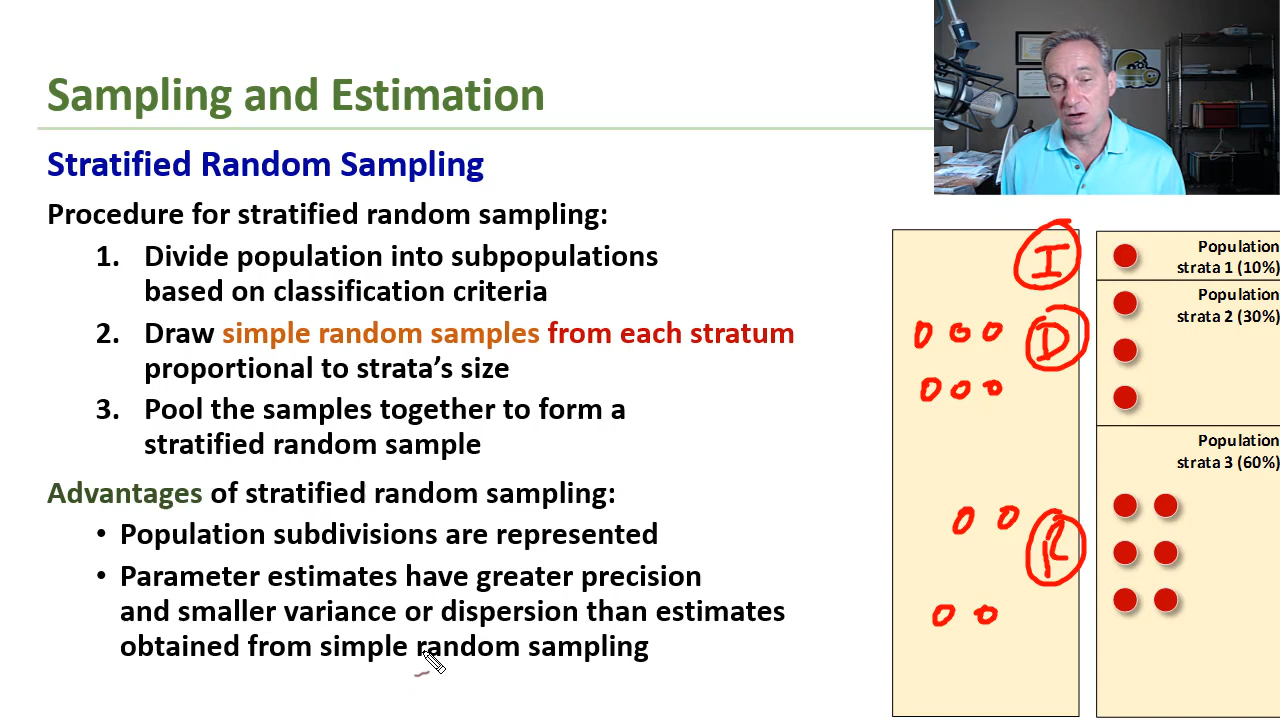 Sampling and Estimation
Stratified Random Sampling
Procedure for stratified random sampling:
1. Divide population into subpopulations
based on classification criteria
2. Draw simple random samples from each stratum
proportional to strata’s size
3. Pool the samples together to form a
stratified random sample
Advantages of stratified random sampling:
• Population subdivisions are represented
• Parameter estimates have greater precision
and smaller variance or dispersion than estimates
obtained from simple random sampling
I
D
R
Population
strata 1 (10%)
Population
strata 2 (30%)
Population
strata 3 (60%)